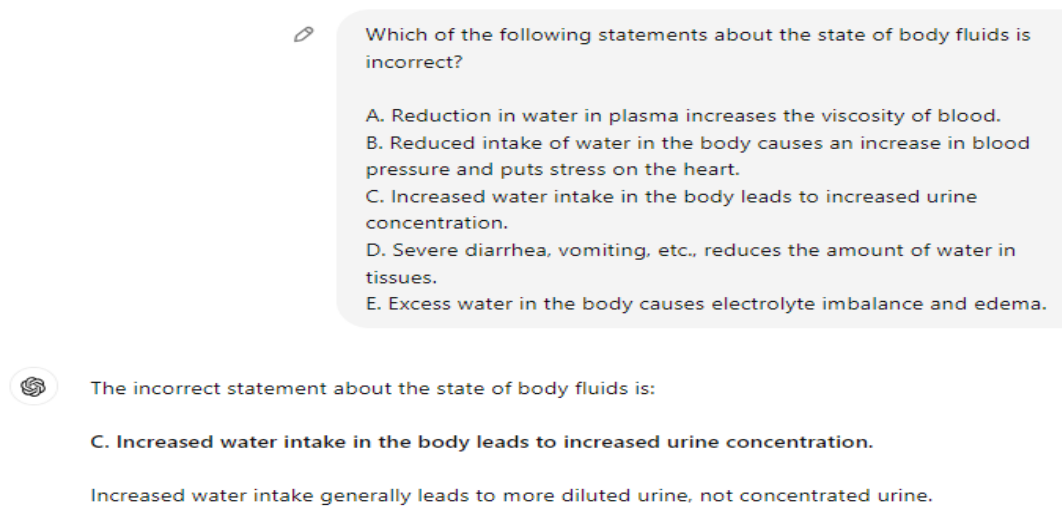 Which of the following statements about the state of body fluids is
incorrect?
A. Reduction in water in plasma increases the viscosity of blood.
B. Reduced intake of water in the body causes an increase in blood
pressure and puts stress on the heart.
C. Increased water intake in the body leads to increased urine
concentration.
D. Severe diarrhea, vomiting, etc., reduces the amount of water in
tissues.
E. Excess water in the body causes electrolyte imbalance and edema.
The incorrect statement about the state of body fluids is:
C. Increased water intake in the body leads to increased urine concentration.
Increased water intake generally leads to more diluted urine, not concentrated urine.